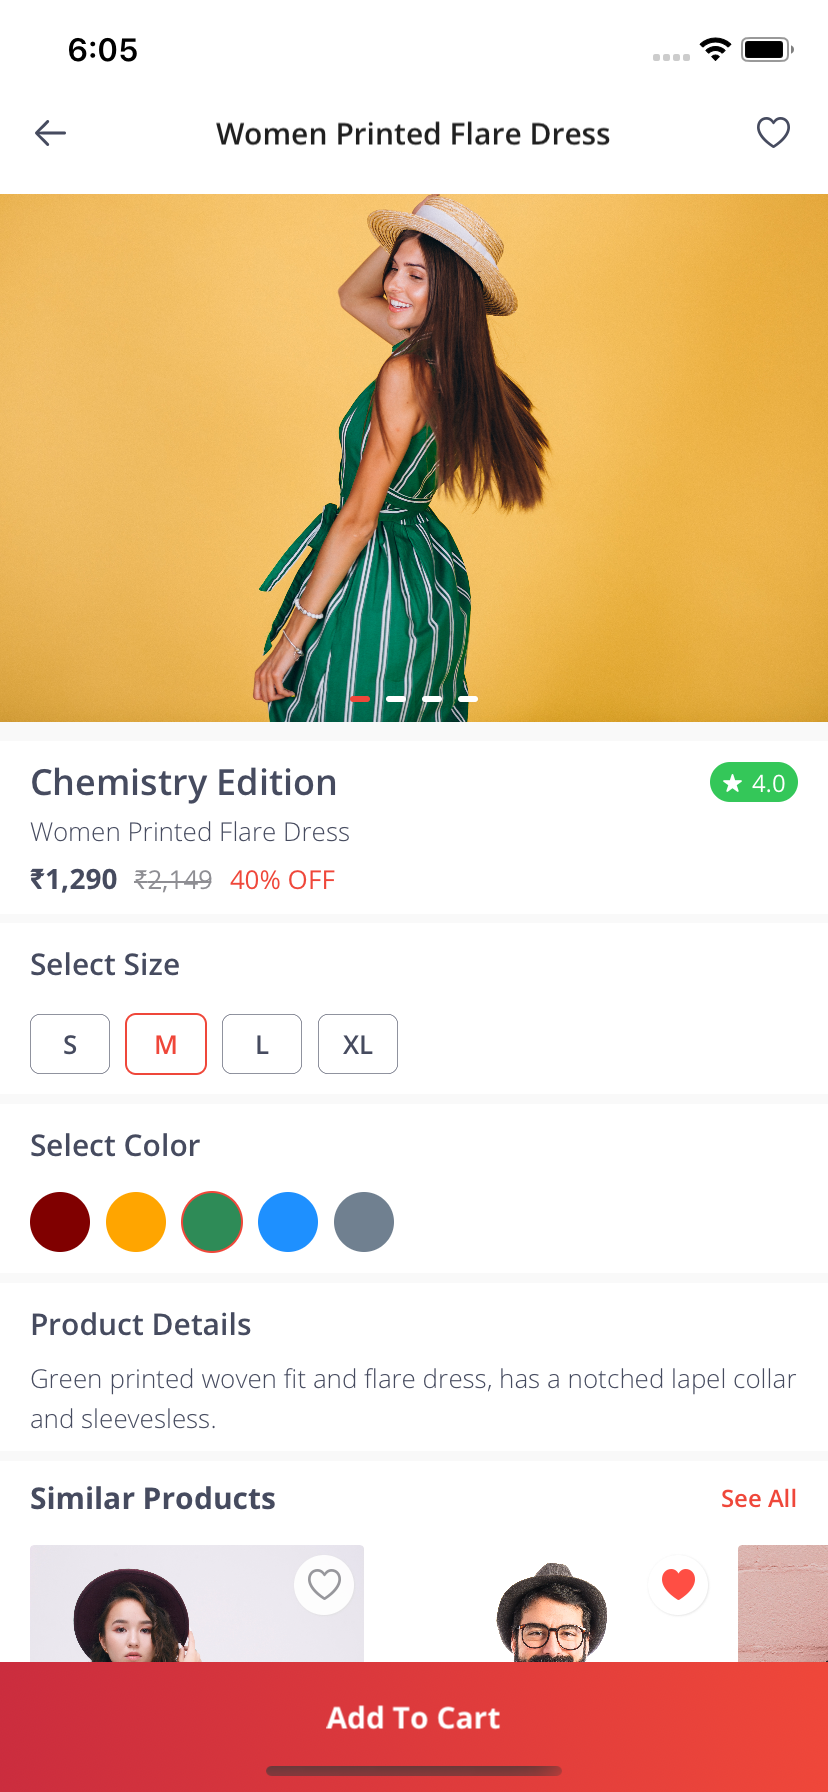 6:05
Women Printed Flare Dress
Chemistry Edition
4.0
Women Printed Flare Dress
₹1,290 ₹2,149 40% OFF
Select Size
S M L XL
Select Color
Product Details
Green printed woven fit and flare dress, has a notched lapel collar
and sleevesless.
Similar Products
See All
Add To Cart